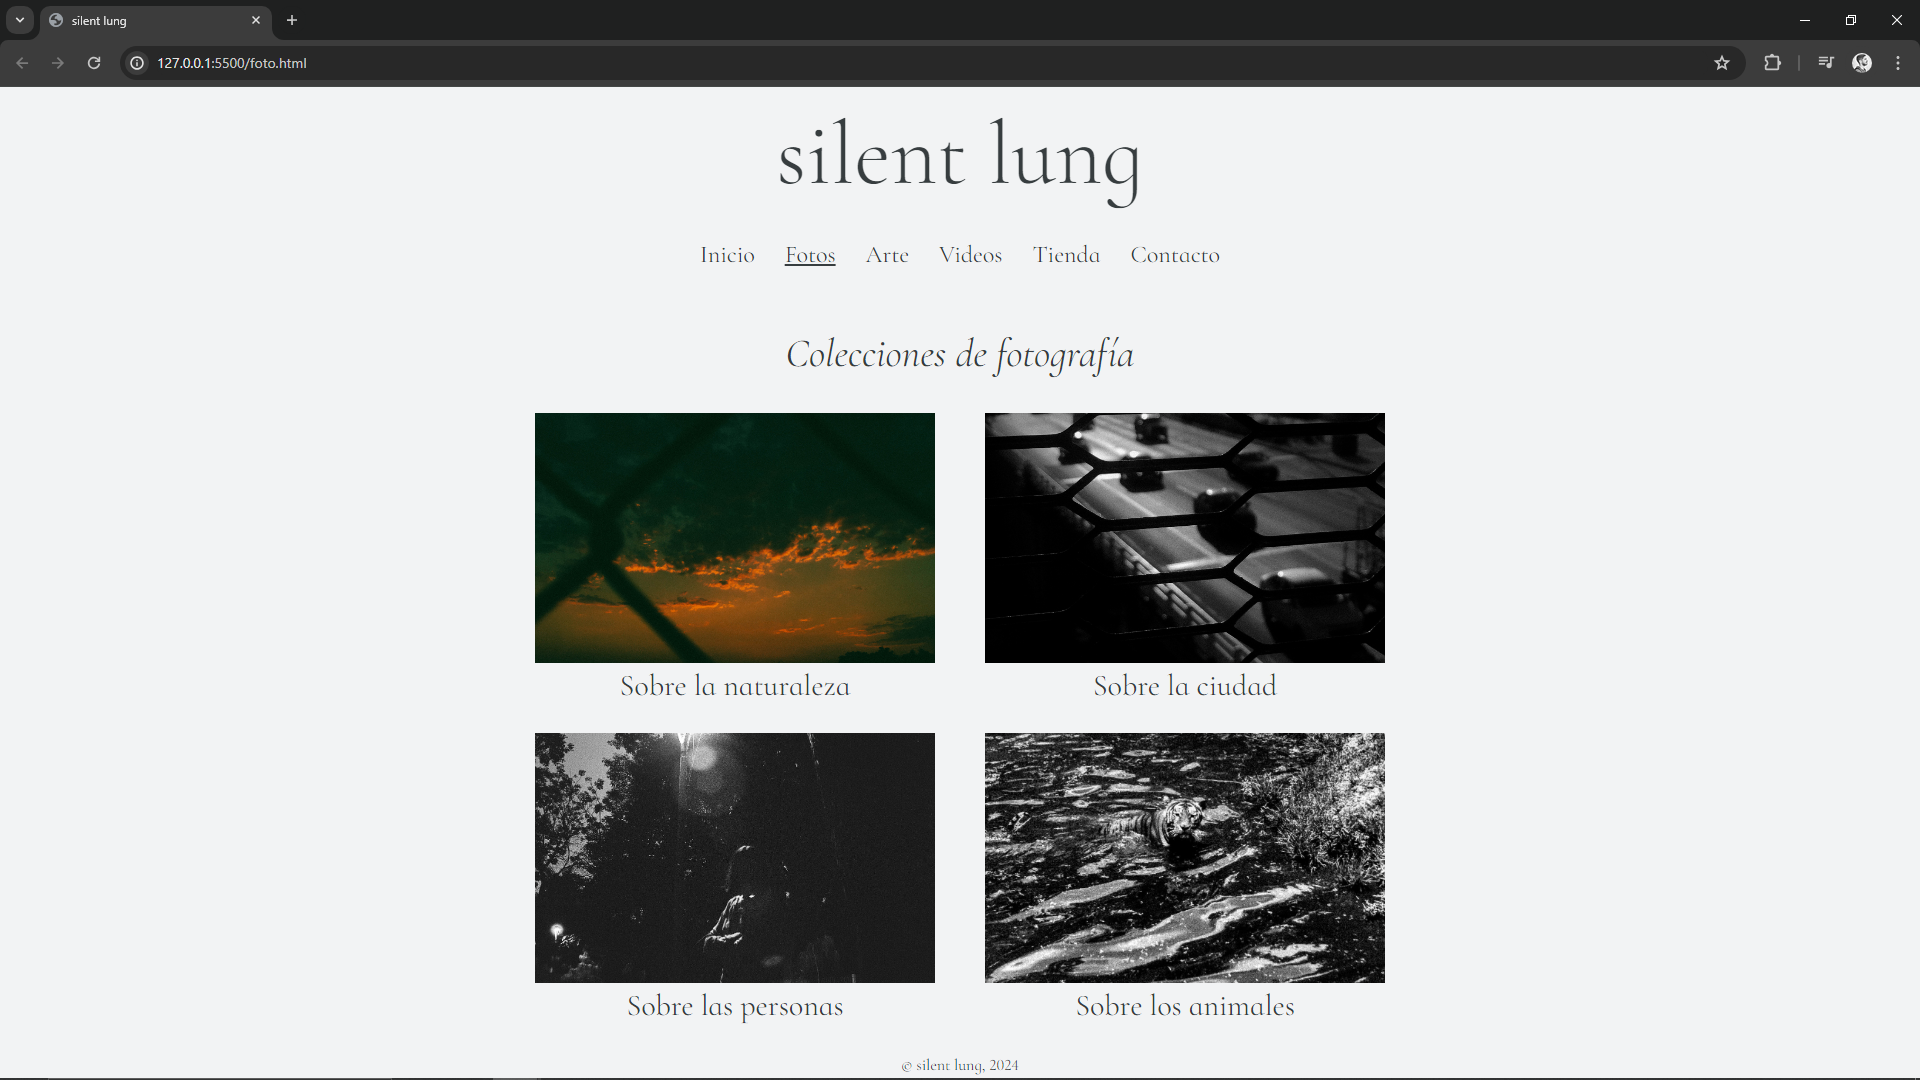 silent lung
127.0.0.1:5500/foto.html
silent lung
Inicio Fotos Arte Videos Tienda Contacto
Colecciones de fotografía
Sobre la naturaleza
Sobre la ciudad
Sobre las personas
Sobre los animales
© silent lung, 2024